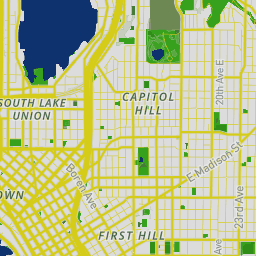 20th Ave E
CAPITOL
HILL
SOUTH LAKE
UNION
E Madison St
Boren Ave
OWN
23rd Ave
FIRST HILL
Ave